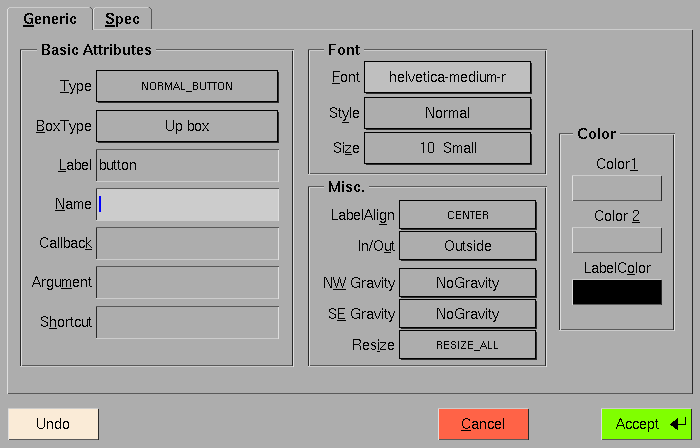 Generic Spec
Basic Attributes
Type NORMAL_BUTTON
BoxType Up box
Label button
Name
Callback
Argument
Shortcut
Font
Font helvetica-medium-r
Style Normal
Size 10 Small
Misc.
LabelAlign CENTER
In/Out Outside
NW Gravity NoGravity
SE Gravity NoGravity
Resize RESIZE_ALL
Color
Color1
Color 2
LabelColor
Undo Cancel Accept